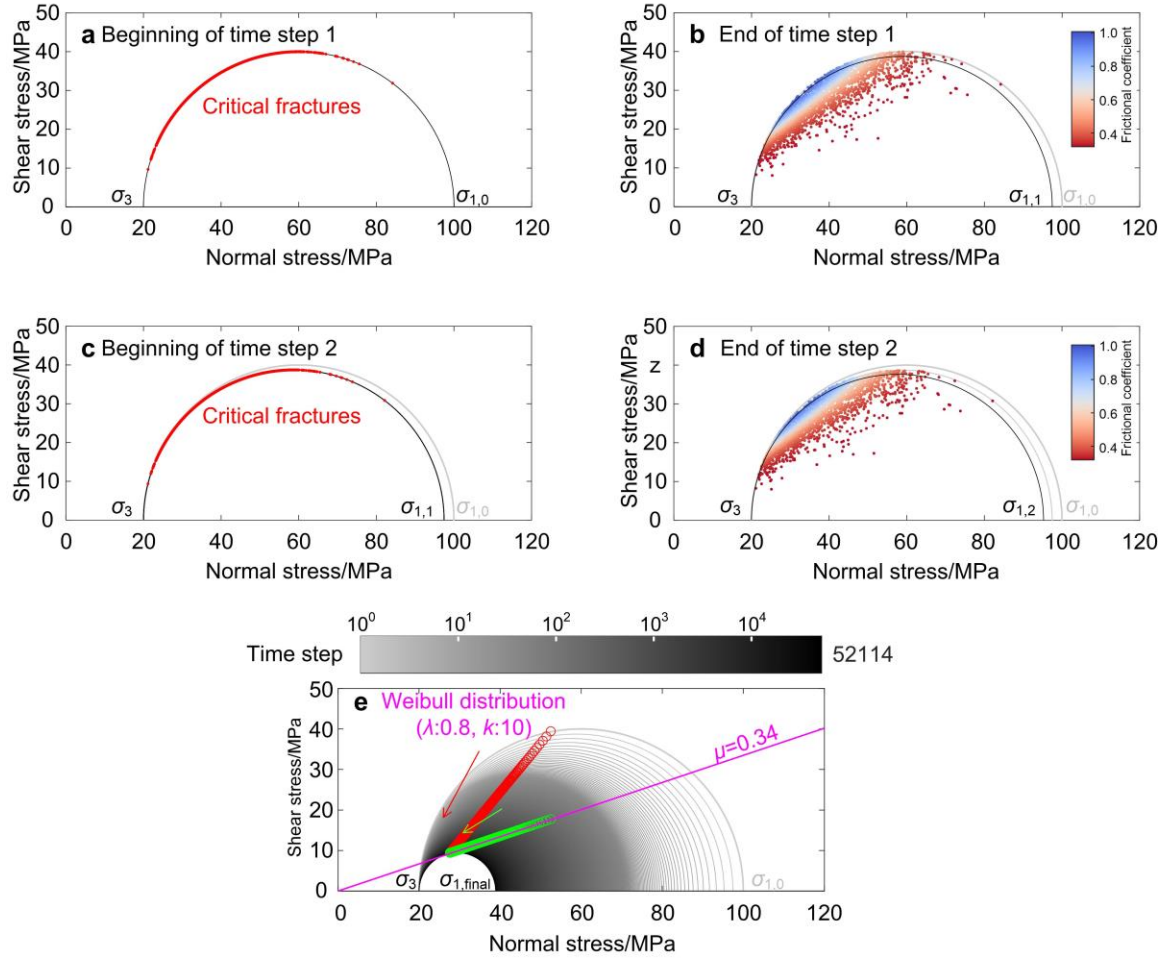 a Beginning of time step 1
50
40
30
20
10
0
Shear stress/MPa
Critical fractures
σ3
σ1,0
0 20 40 60 80 100 120
Normal stress/MPa
b End of time step 1
50
40
30
20
10
0
Shear stress/MPa
1.0
0.8
0.6
0.4
Frictional coefficient
σ3
σ1,1
σ1,0
0 20 40 60 80 100 120
Normal stress/MPa
c Beginning of time step 2
50
40
30
20
10
0
Shear stress/MPa
Critical fractures
σ3
σ1,1
σ1,0
0 20 40 60 80 100 120
Normal stress/MPa
d End of time step 2
50
z
30
20
10
0
Shear stress/MPa
1.0
0.8
0.6
0.4
Frictional coefficient
σ3
σ1,2
σ1,0
0 20 40 60 80 100 120
Normal stress/MPa
10^0 10^1 10^2 10^3 10^4
Time step
52114
e Weibull distribution
(λ:0.8, k:10)
50
40
30
20
10
0
Shear stress/MPa
μ=0.34
σ3
σ1,final
σ1,0
0 20 40 60 80 100 120
Normal stress/MPa